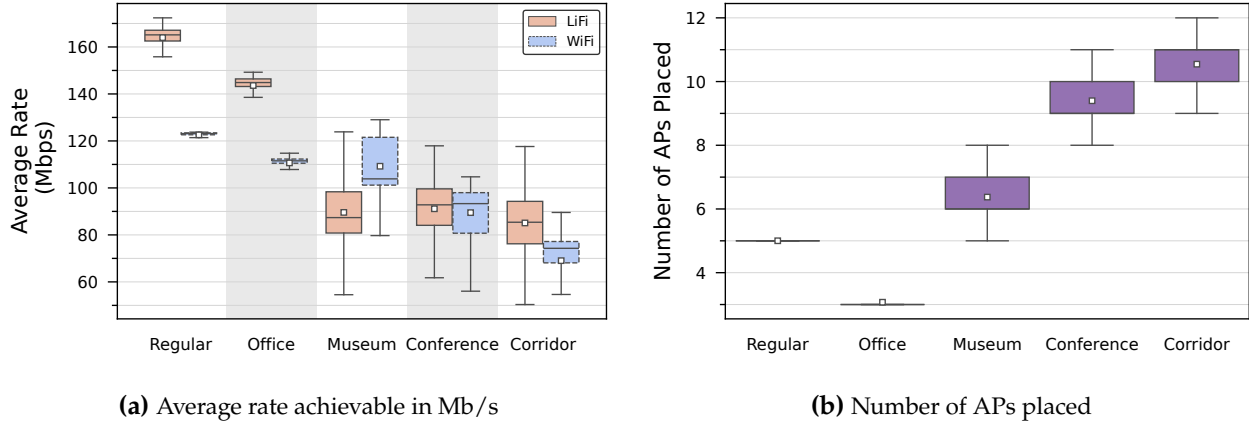 LiFi
WiFi
160
140
120
100
80
60
Average Rate
(Mbps)
Regular
Office
Museum
Conference
Corridor
(a) Average rate achievable in Mb/s
12
10
8
6
4
Number of APs Placed
Regular
Office
Museum
Conference
Corridor
(b) Number of APs placed